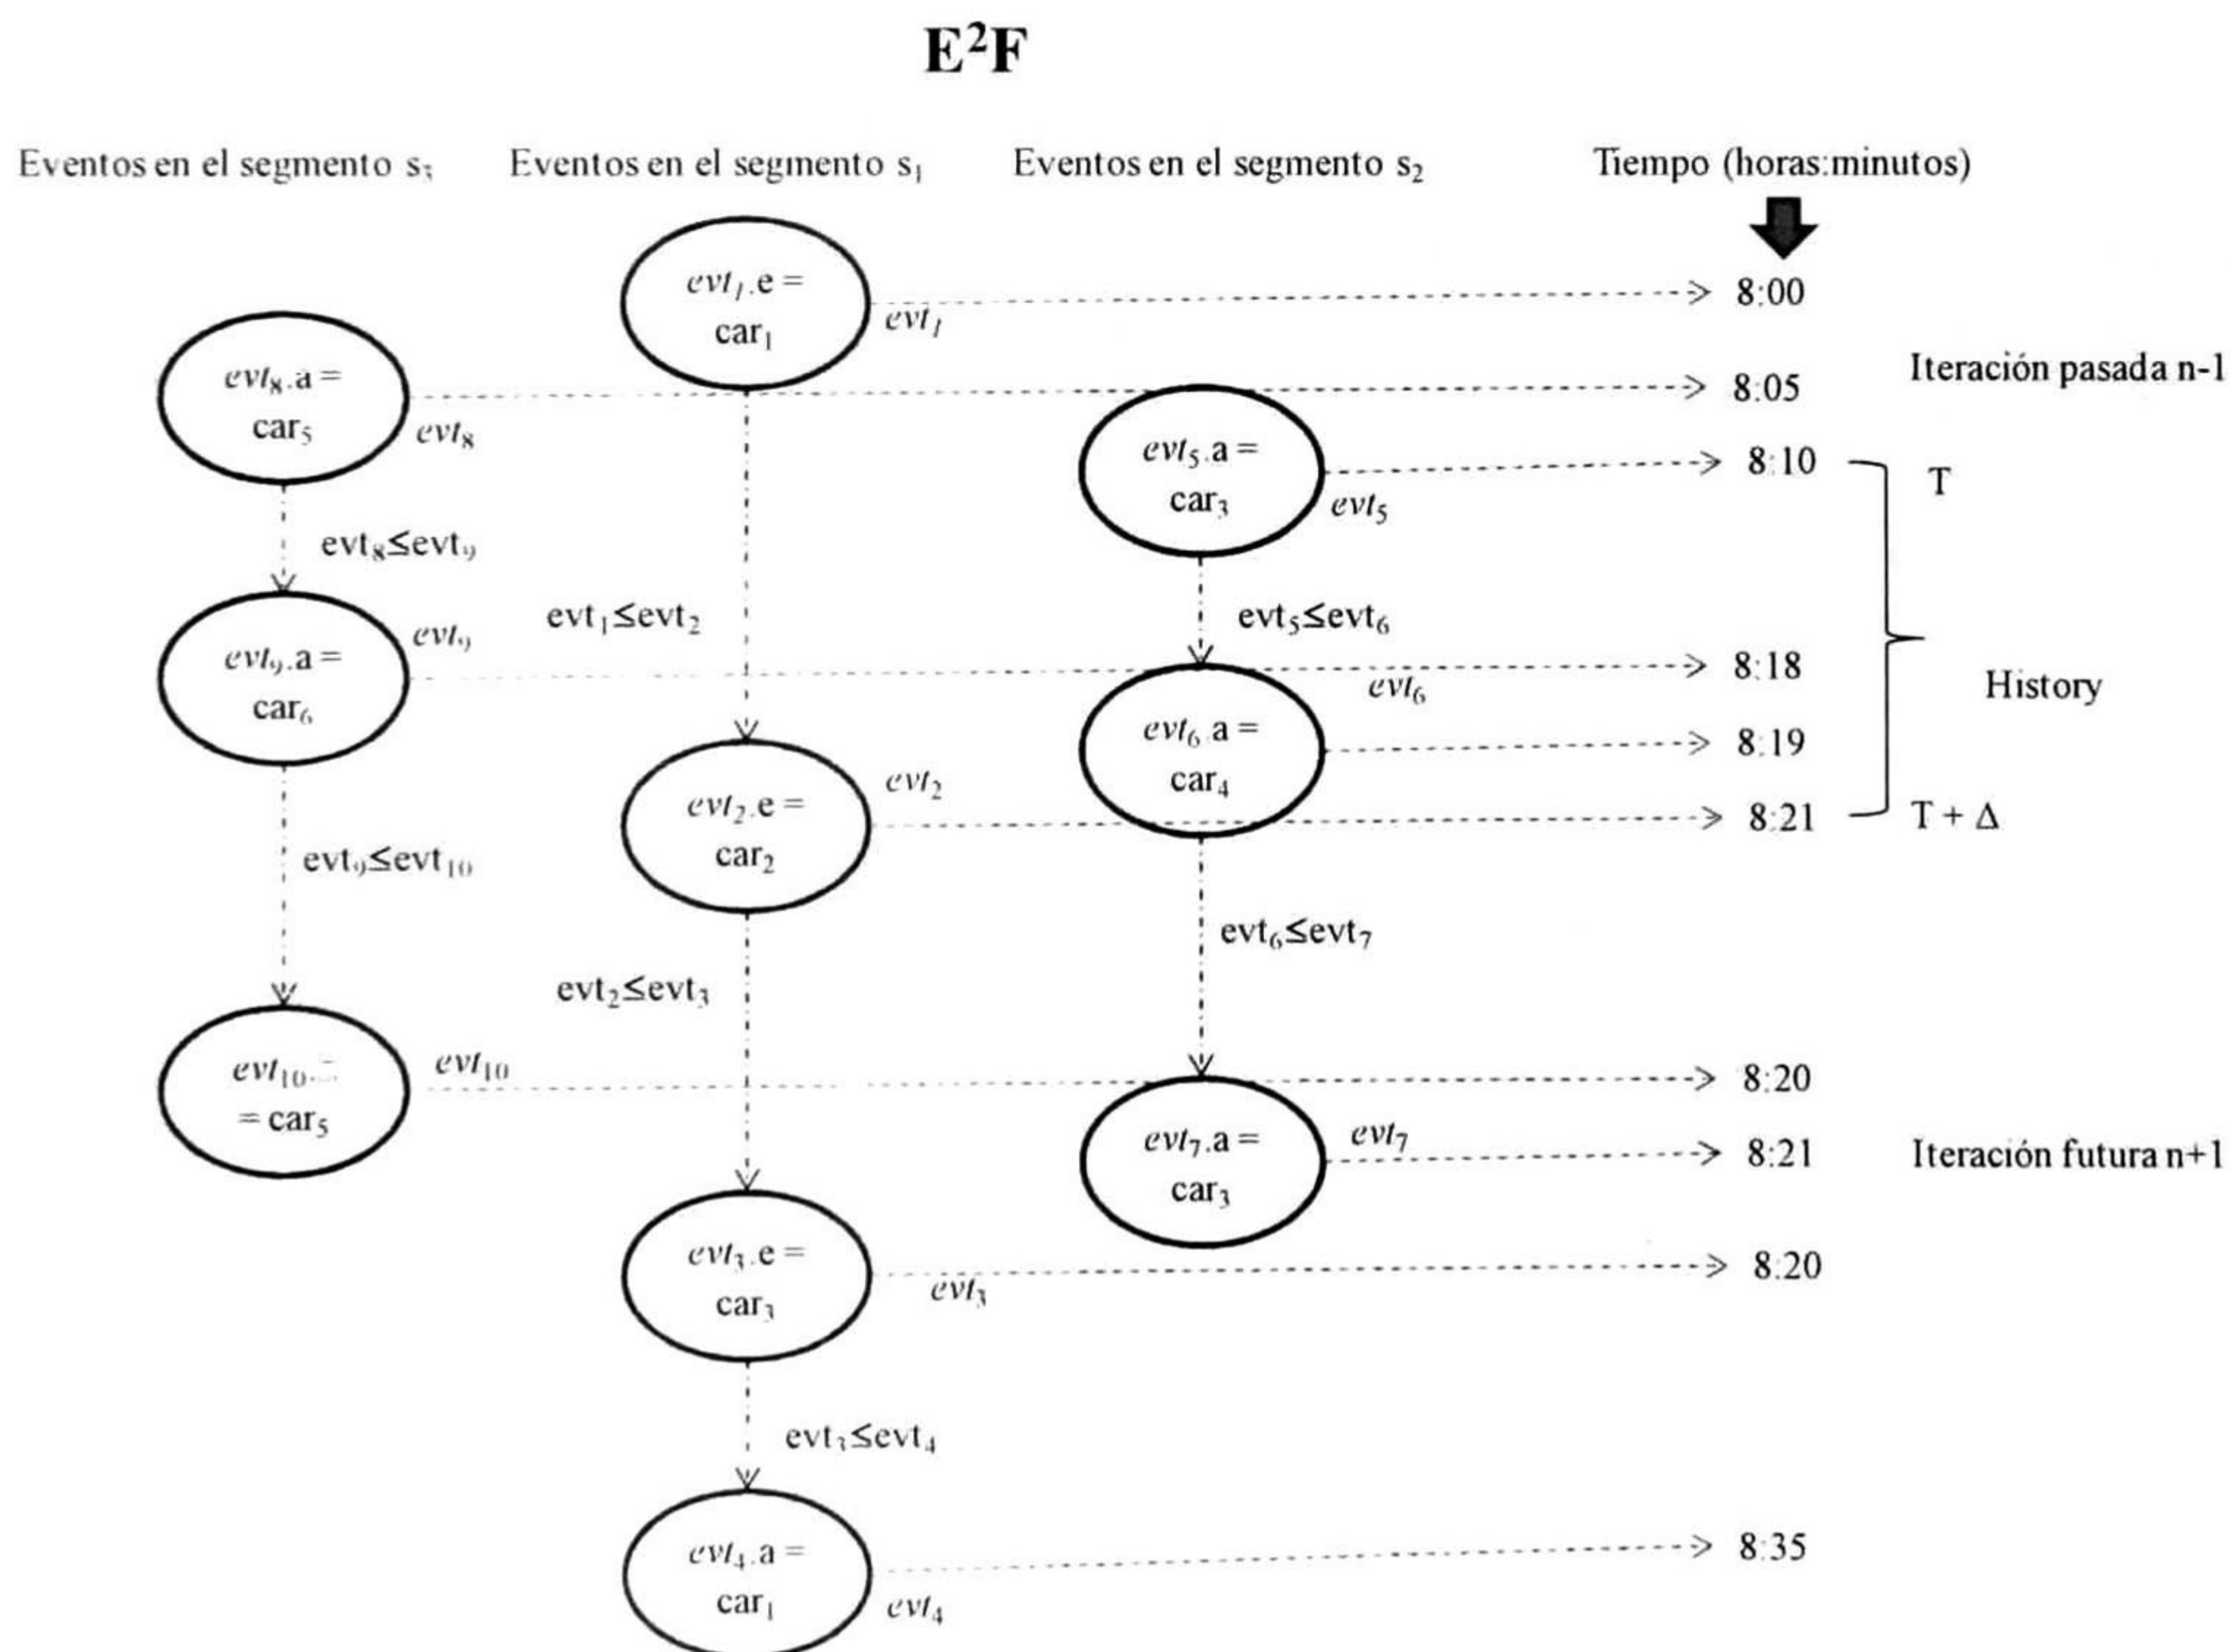 E²F
Eventos en el segmento s₃ Eventos en el segmento s₁ Eventos en el segmento s₂ Tiempo (horas:minutos)
evt₁.e =
car₁
evt₁
8:00
evt₈.a =
car₅
evt₈
8:05
Iteración pasada n-1
evt₅.a =
car₃
evt₅
8:10
T
evt₈≤evt₉
evt₁≤evt₂
evt₅≤evt₆
evt₉.a =
car₆
evt₉
8:18
evt₆
History
evt₆.a =
car₄
8:19
evt₂.e =
car₂
evt₂
8:21
T + Δ
evt₉≤evt₁₀
evt₆≤evt₇
evt₂≤evt₃
evt₁₀.
= car₅
evt₁₀
8:20
evt₇.a =
car₃
evt₇
8:21
Iteración futura n+1
evt₃.e =
car₃
evt₃
8:20
evt₃≤evt₄
evt₄.a =
car₁
evt₄
8:35